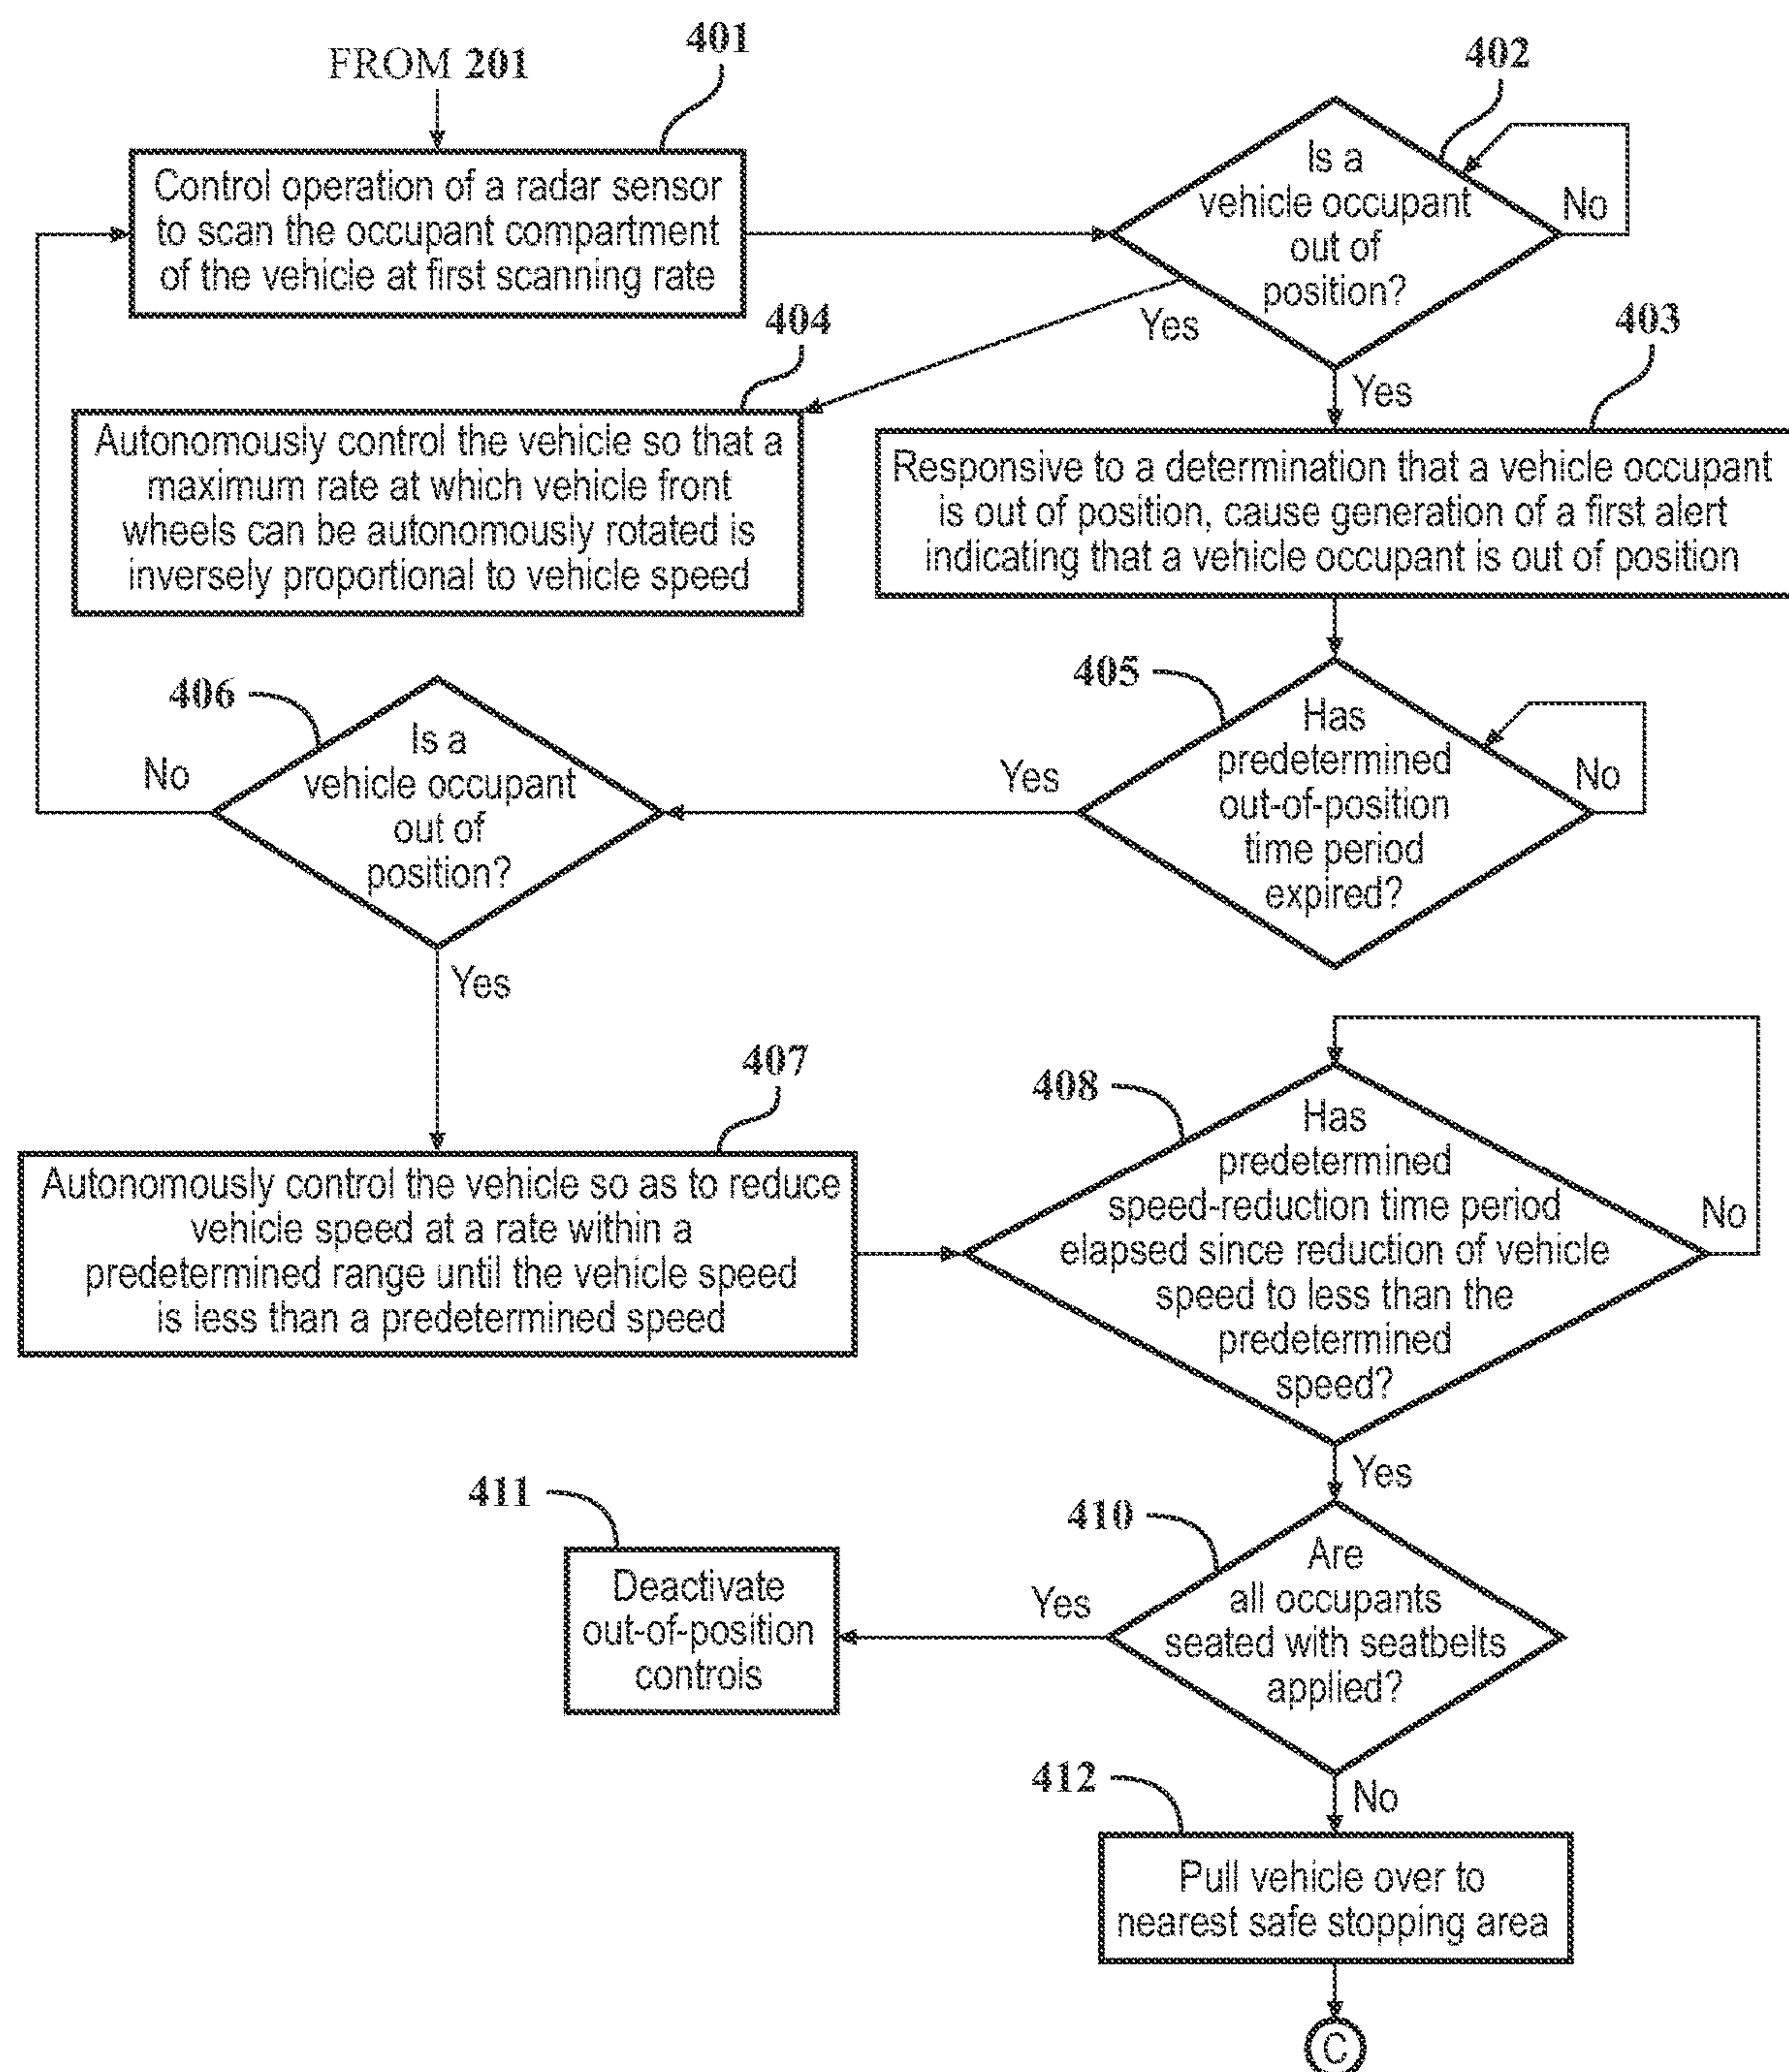 FROM 201
401
Control operation of a radar sensor
to scan the occupant compartment
of the vehicle at first scanning rate
402
Is a
vehicle occupant
out of
position?
No
Yes
Yes
404
Autonomously control the vehicle so that a
maximum rate at which vehicle front
wheels can be autonomously rotated is
inversely proportional to vehicle speed
403
Responsive to a determination that a vehicle occupant
is out of position, cause generation of a first alert
indicating that a vehicle occupant is out of position
405
Has
predetermined
out-of-position
time period
expired?
No
Yes
406
Is a
vehicle occupant
out of
position?
No
Yes
407
Autonomously control the vehicle so as to reduce
vehicle speed at a rate within a
predetermined range until the vehicle speed
is less than a predetermined speed
408
Has
predetermined
speed-reduction time period
elapsed since reduction of vehicle
speed to less than the
predetermined
speed?
No
Yes
410
Are
all occupants
seated with seatbelts
applied?
Yes
411
Deactivate
out-of-position
controls
No
412
Pull vehicle over to
nearest safe stopping area
C